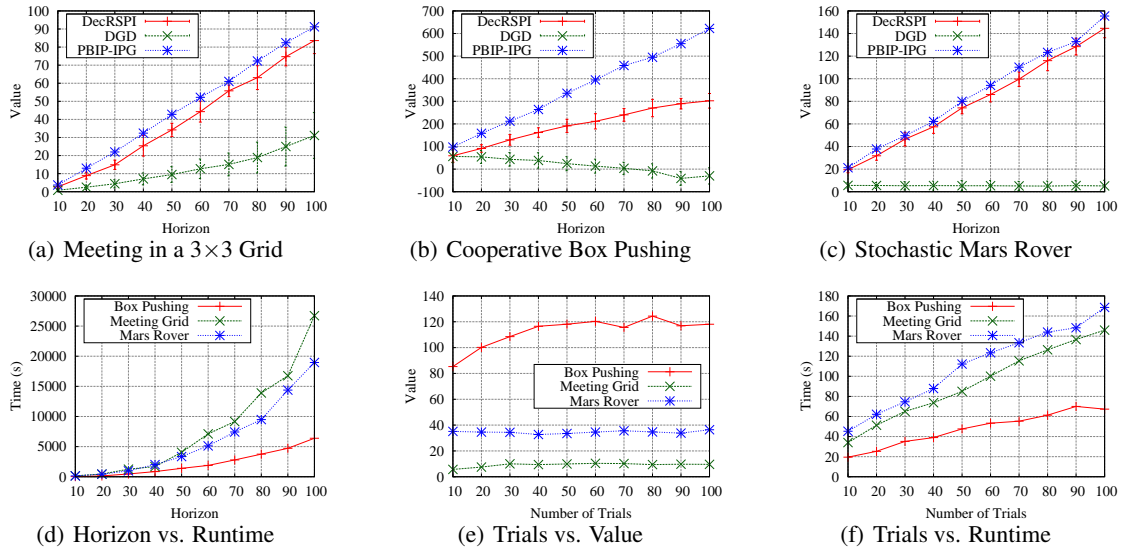 100
90
80
70
60
50
40
30
20
10
0
Value
DecRSPI
DGD
PBIP-IPG
10 20 30 40 50 60 70 80 90 100
Horizon
(a) Meeting in a 3×3 Grid
700
600
500
400
300
200
100
0
-100
Value
DecRSPI
DGD
PBIP-IPG
10 20 30 40 50 60 70 80 90 100
Horizon
(b) Cooperative Box Pushing
160
140
120
100
80
60
40
20
0
Value
DecRSPI
DGD
PBIP-IPG
10 20 30 40 50 60 70 80 90 100
Horizon
(c) Stochastic Mars Rover
30000
25000
20000
15000
10000
5000
0
Time (s)
Box Pushing
Meeting Grid
Mars Rover
10 20 30 40 50 60 70 80 90 100
Horizon
(d) Horizon vs. Runtime
140
120
100
80
60
40
20
0
Value
Box Pushing
Meeting Grid
Mars Rover
10 20 30 40 50 60 70 80 90 100
Number of Trials
(e) Trials vs. Value
180
160
140
120
100
80
60
40
20
0
Time (s)
Box Pushing
Meeting Grid
Mars Rover
10 20 30 40 50 60 70 80 90 100
Number of Trials
(f) Trials vs. Runtime